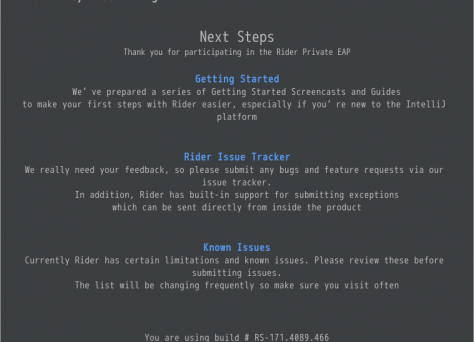 Next Steps
Thank you for participating in the Rider Private EAP
Getting Started
We've prepared a series of Getting Started Screencasts and Guides
to make your first steps with Rider easier, especially if you're new to the IntelliJ
platform
Rider Issue Tracker
We really need your feedback, so please submit any bugs and feature requests via our
issue tracker.
In addition, Rider has built-in support for submitting exceptions
which can be sent directly from inside the product
Known Issues
Currently Rider has certain limitations and known issues. Please review these before
submitting issues.
The list will be changing frequently so make sure you visit often
You are using build # RS-171.4089.466